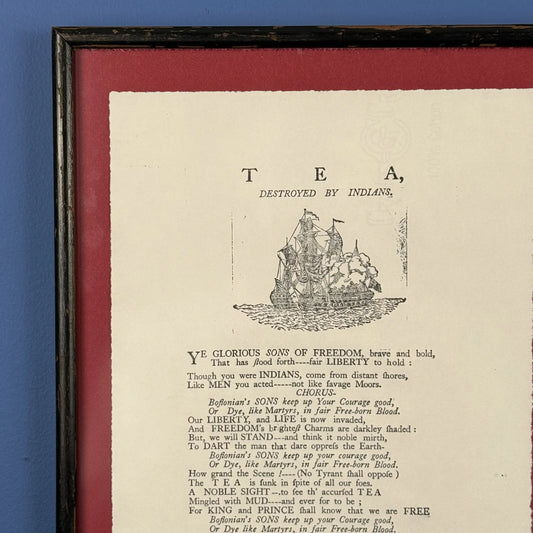 T E A,
DESTROYED BY INDIANS.
YE GLORIOUS SONS OF FREEDOM, brave and bold,
That has ſtood forth----fair LIBERTY to hold :
Though you were INDIANS, come from diſtant ſhores,
Like MEN you acted-----not like ſavage Moors.
CHORUS-
Boſtonian's SONS keep up Your Courage good,
Or Dye, like Martyrs, in fair Free-born Blood.
Our LIBERTY, and LIFE is now invaded,
And FREEDOM's brighteſt Charms are darkley ſhaded :
But, we will STAND---and think it noble mirth,
To DART the man that dare oppreſs the Earth-
Boſtonian's SONS keep up your courage good,
Or Dye, like Martyrs, in fair Free-born Blood.
How grand the Scene !----(No Tyrant ſhall oppoſe )
The T E A is ſunk in ſpite of all our foes.
A NOBLE SIGHT--.to ſee th' accurſed TEA
Mingled with MUD----and ever for to be ;
For KING and PRINCE ſhall know that we are FREE
Boſtonian's SONS keep up your Courage good,
Or Dye, like Martyrs, in fair Free-born Blood.